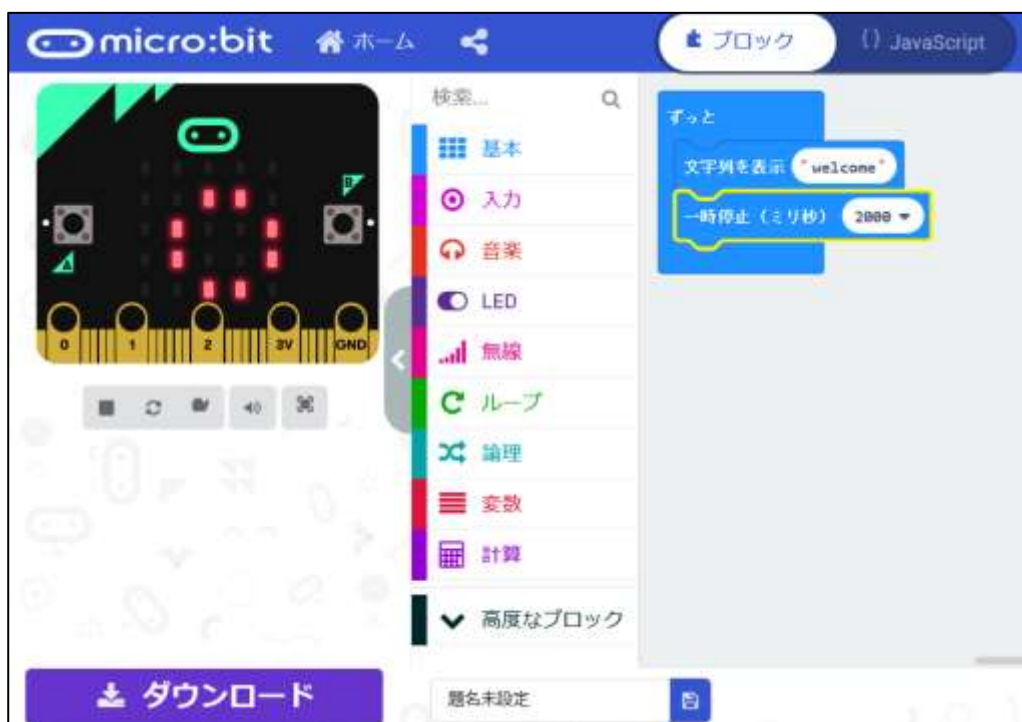 micro:bit
ホーム
ブロック
{} JavaScript
検索...
基本
入力
音楽
LED
無線
ループ
論理
変数
計算
高度なブロック
ずっと
文字列を表示 "welcome"
一時停止(ミリ秒) 2000
A
B
0 1 2 3V GND
ダウンロード
題名未設定